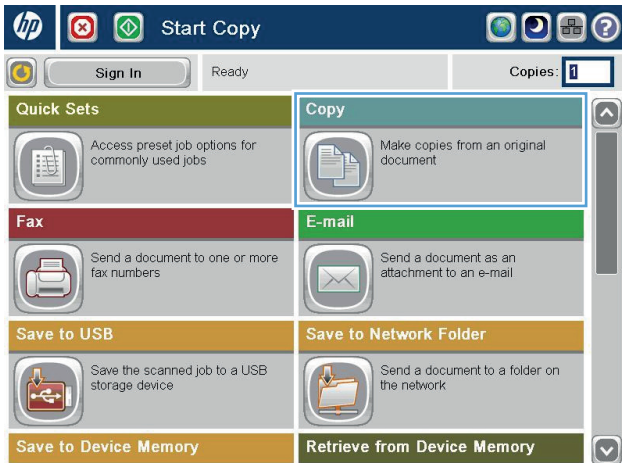 hp
Start Copy
?
Sign In
Ready
Copies: 1
Quick Sets
Access preset job options for
commonly used jobs
Copy
Make copies from an original
document
Fax
Send a document to one or more
fax numbers
E-mail
Send a document as an
attachment to an e-mail
Save to USB
Save the scanned job to a USB
storage device
Save to Network Folder
Send a document to a folder on
the network
Save to Device Memory
Retrieve from Device Memory